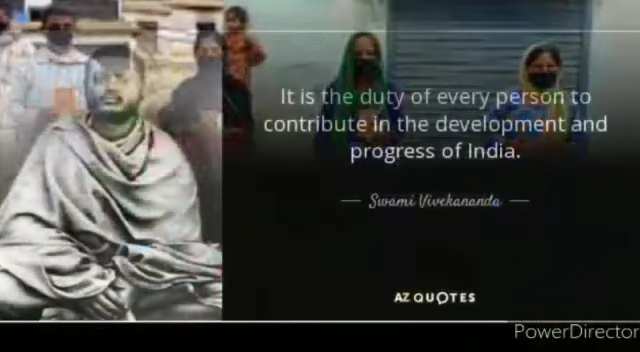 It is the duty of every person to
contribute in the development and
progress of India.
— Swami Vivekananda —
AZ QUOTES
PowerDirector